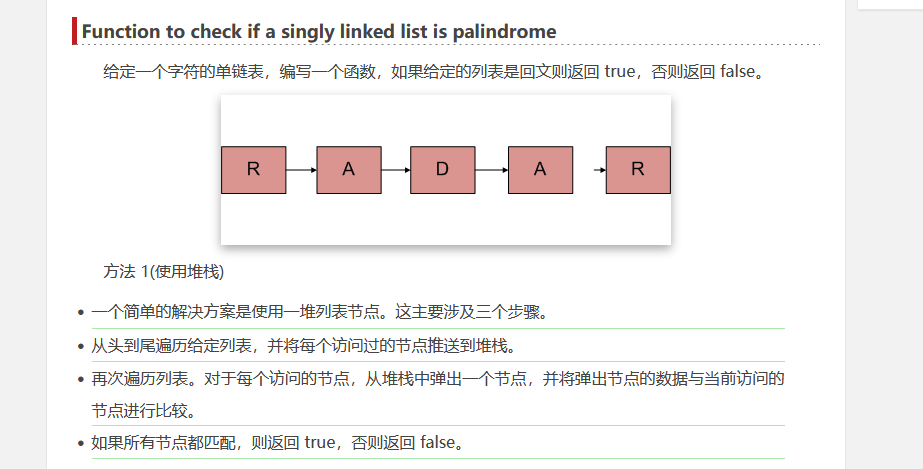 Function to check if a singly linked list is palindrome
给定一个字符的单链表，编写一个函数，如果给定的列表是回文则返回 true，否则返回 false。
R A D A R
方法 1(使用堆栈)
• 一个简单的解决方案是使用一堆列表节点。这主要涉及三个步骤。
• 从头到尾遍历给定列表，并将每个访问过的节点推送到堆栈。
• 再次遍历列表。对于每个访问的节点，从堆栈中弹出一个节点，并将弹出节点的数据与当前访问的
节点进行比较。
• 如果所有节点都匹配，则返回 true，否则返回 false。